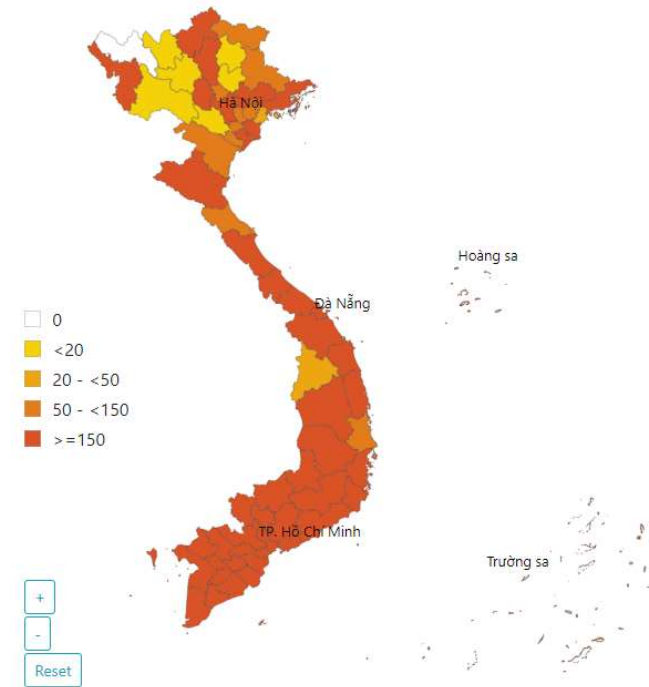 Hà Nội
Hoàng sa
Đà Nẵng
0
<20
20 - <50
50 - <150
>=150
TP. Hồ Chí Minh
Trường sa
+
-
Reset